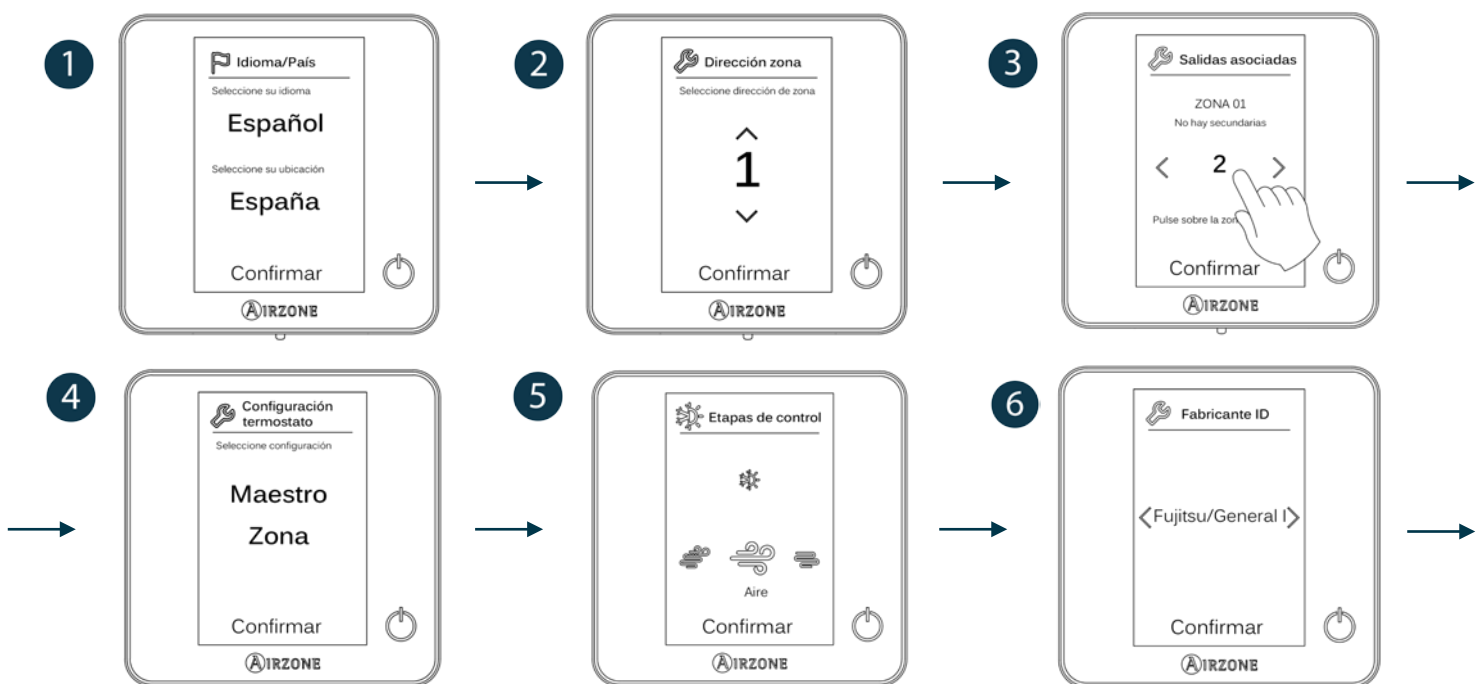 1
Idioma/País
Seleccione su idioma
Español
Seleccione su ubicación
España
Confirmar
AIRZONE
2
Dirección zona
Seleccione dirección de zona
1
Confirmar
AIRZONE
3
Salidas asociadas
ZONA 01
No hay secundarias
2
Pulse sobre la zon
Confirmar
AIRZONE
4
Configuración
termostato
Seleccione configuración
Maestro
Zona
Confirmar
AIRZONE
5
Etapas de control
Aire
Confirmar
AIRZONE
6
Fabricante ID
Fujitsu/General I
Confirmar
AIRZONE